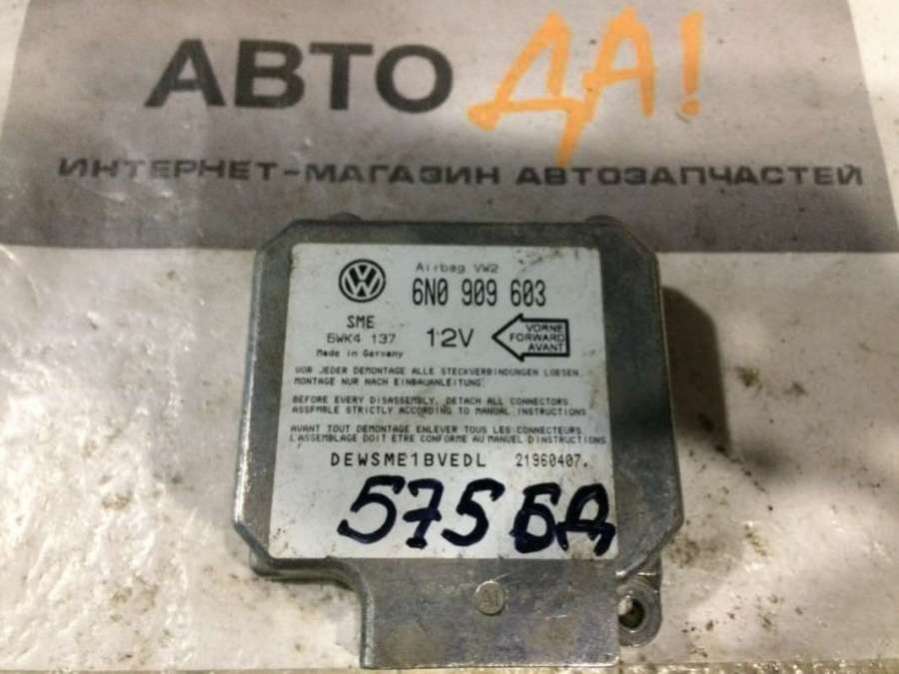 АВТО ДА!
ИНТЕРНЕТ-МАГАЗИН АВТОЗАПЧАСТЕЙ
Airbag VW2
6N0 909 603
SME
5WK4 137
12V
VORNE
FORWARD
AVANT
Made in Germany
VOR JEDER DEMONTAGE ALLE STECKVERBINDUNGEN LOESEN
MONTAGE NUR NACH EINBAUANLEITUNG
BEFORE EVERY DISASSEMBLY, DETACH ALL CONNECTORS
ASSEMBLE STRICTLY ACCORDING TO MANUAL INSTRUCTIONS
AVANT TOUT DEMONTAGE ENLEVER TOUS LES CONNECTEURS
L'ASSEMBLAGE DOIT ETRE CONFORME AU MANUEL D'INSTRUCTIONS
DEWSME1BVEDL 21960407.
575 БД